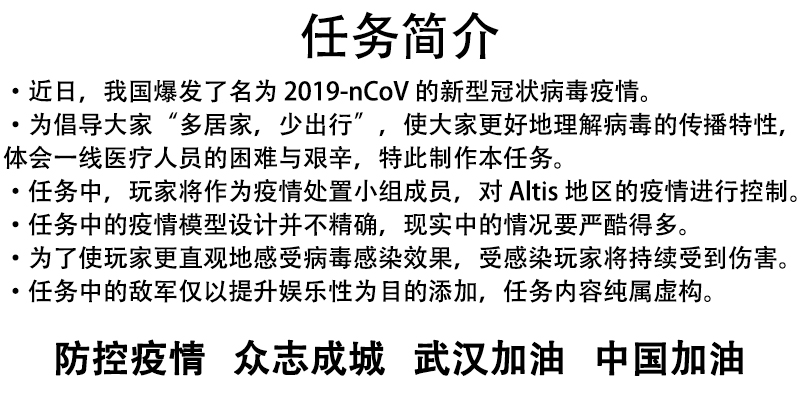 任务简介
·近日，我国爆发了名为 2019-nCoV 的新型冠状病毒疫情。
·为倡导大家“多居家，少出行”，使大家更好地理解病毒的传播特性，
体会一线医疗人员的困难与艰辛，特此制作本任务。
·任务中，玩家将作为疫情处置小组成员，对 Altis 地区的疫情进行控制。
·任务中的疫情模型设计并不精确，现实中的情况要严酷得多。
·为了使玩家更直观地感受病毒感染效果，受感染玩家将持续受到伤害。
·任务中的敌军仅以提升娱乐性为目的添加，任务内容纯属虚构。
防控疫情 众志成城 武汉加油 中国加油